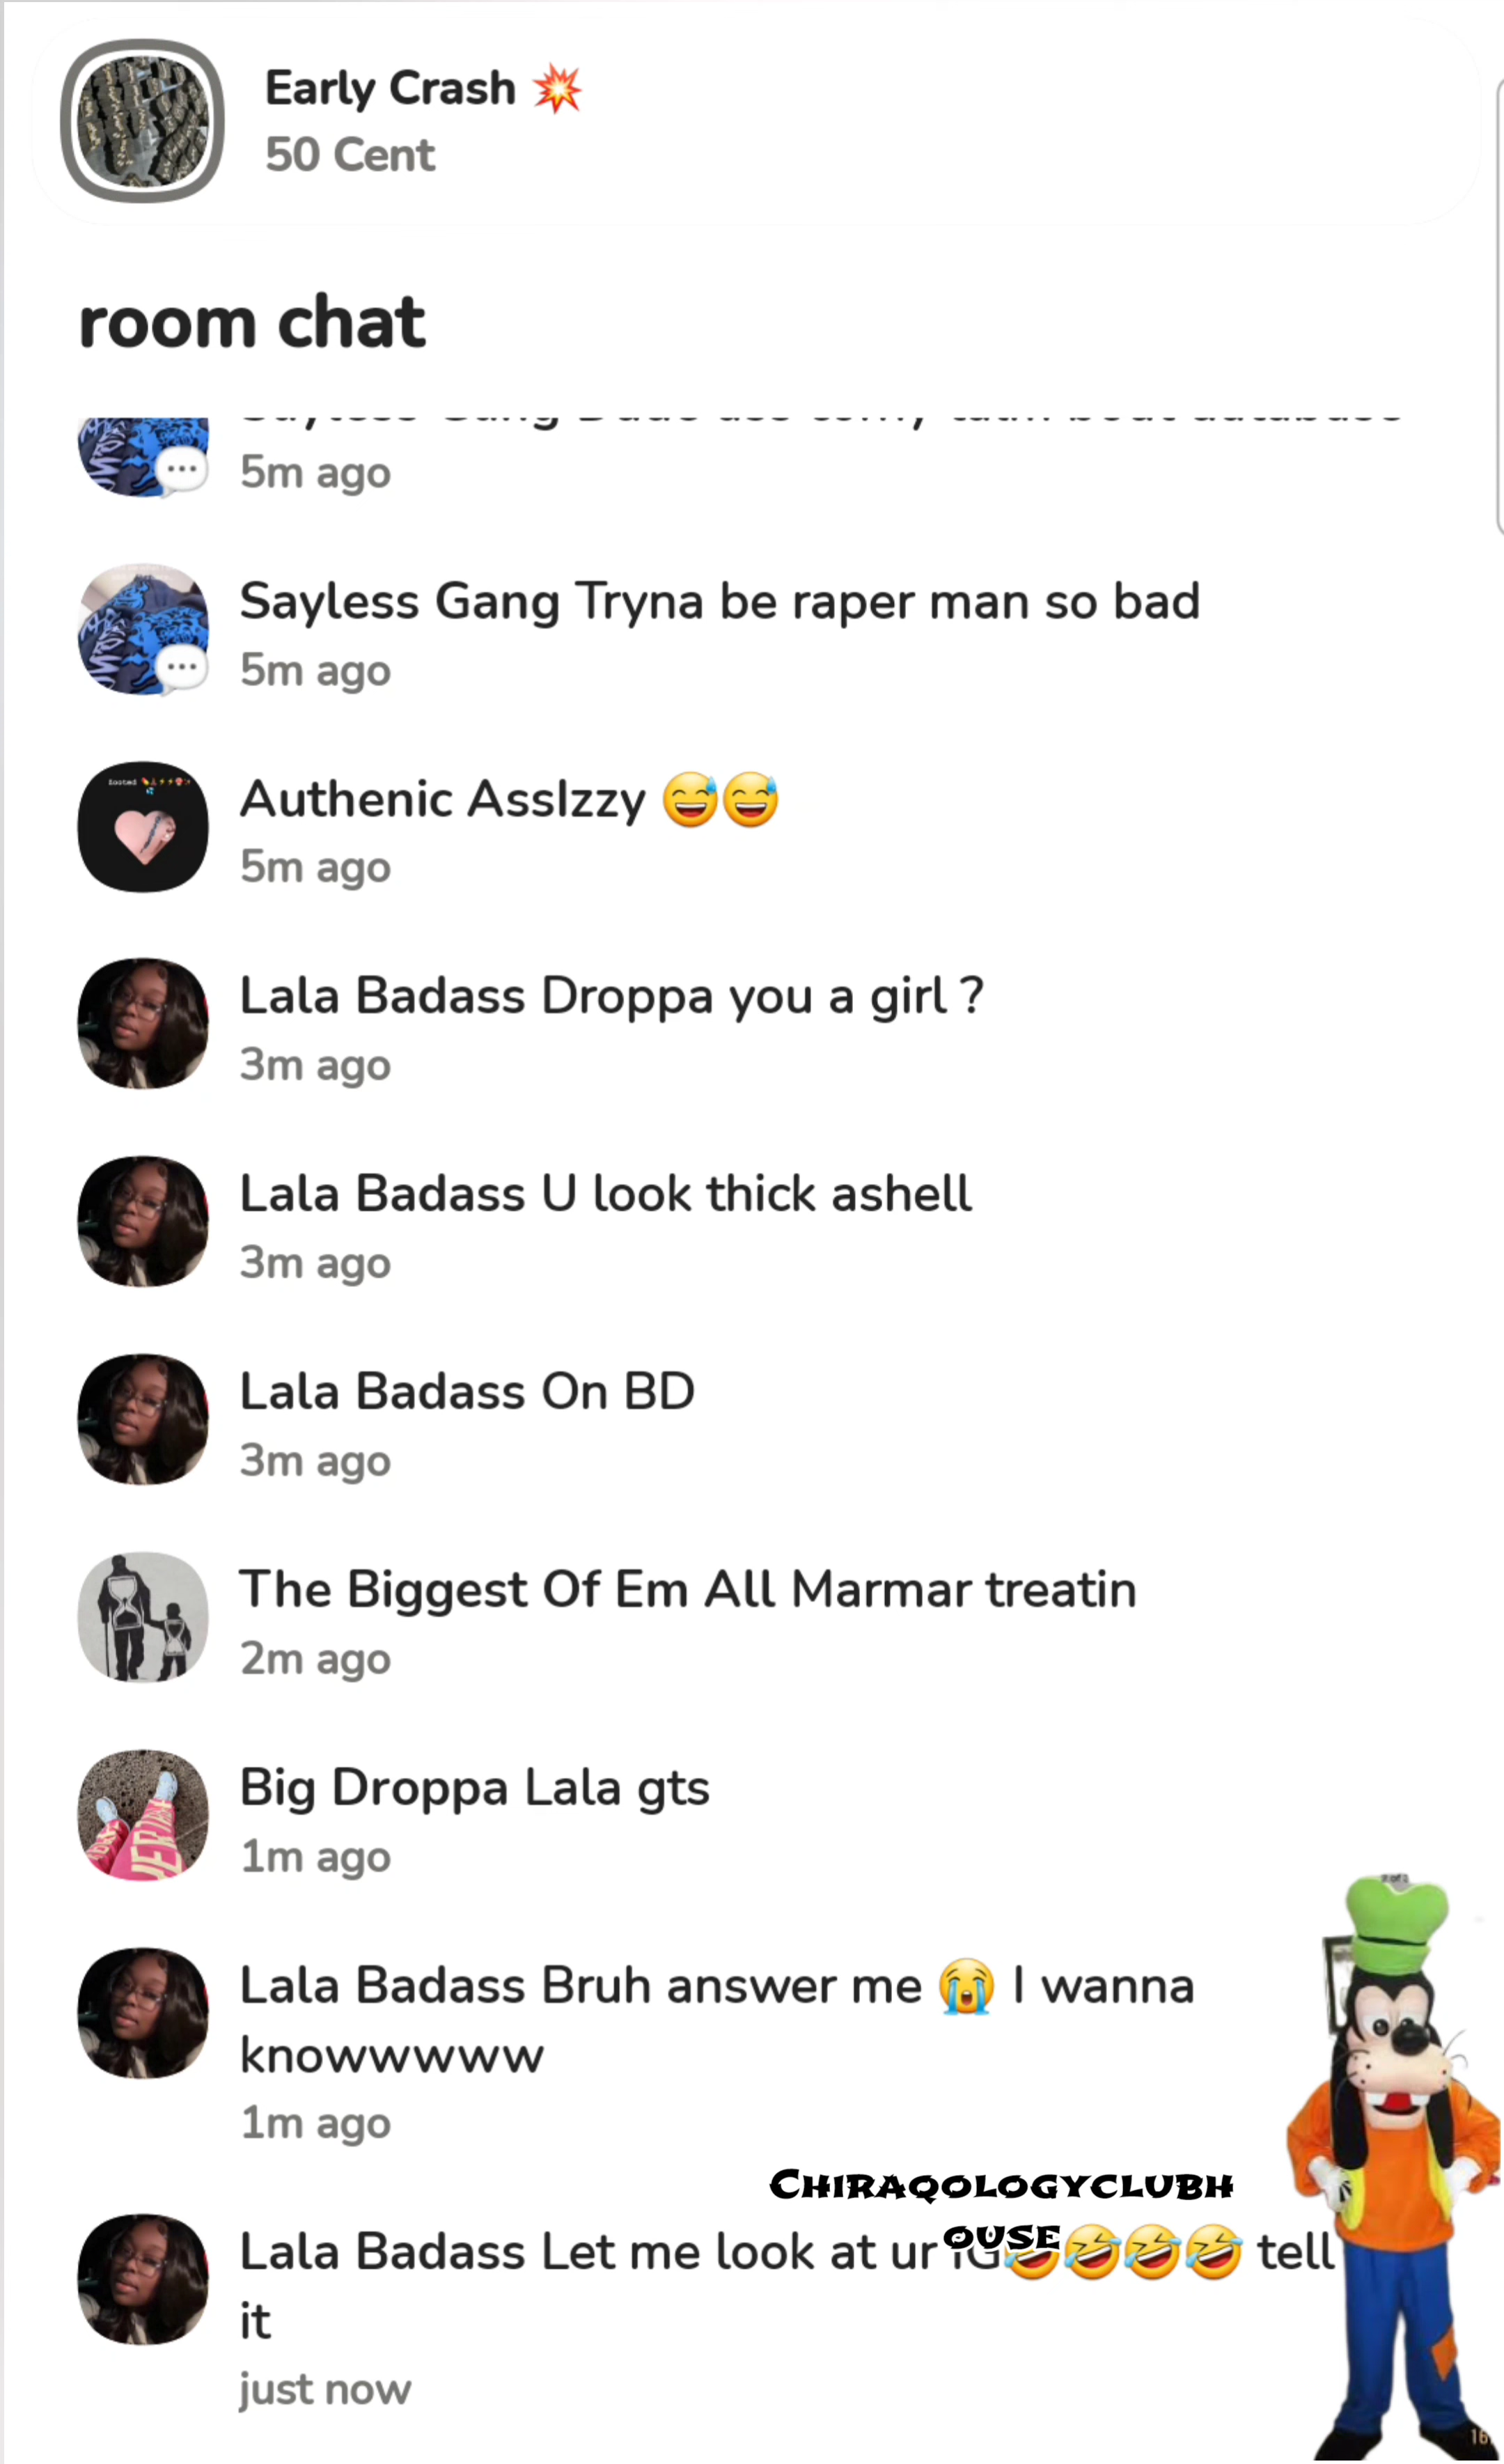 Early Crash 💥
50 Cent
room chat
5m ago
Sayless Gang Tryna be raper man so bad
5m ago
Authenic Asslzzy 😅😅
5m ago
Lala Badass Droppa you a girl ?
3m ago
Lala Badass U look thick ashell
3m ago
Lala Badass On BD
3m ago
The Biggest Of Em All Marmar treatin
2m ago
Big Droppa Lala gts
1m ago
Lala Badass Bruh answer me 😭 I wanna
knowwwwww
1m ago
CHIRAQOLOGYCLUBH
OUSE
Lala Badass Let me look at ur IG🤣🤣🤣🤣 tell
it
just now